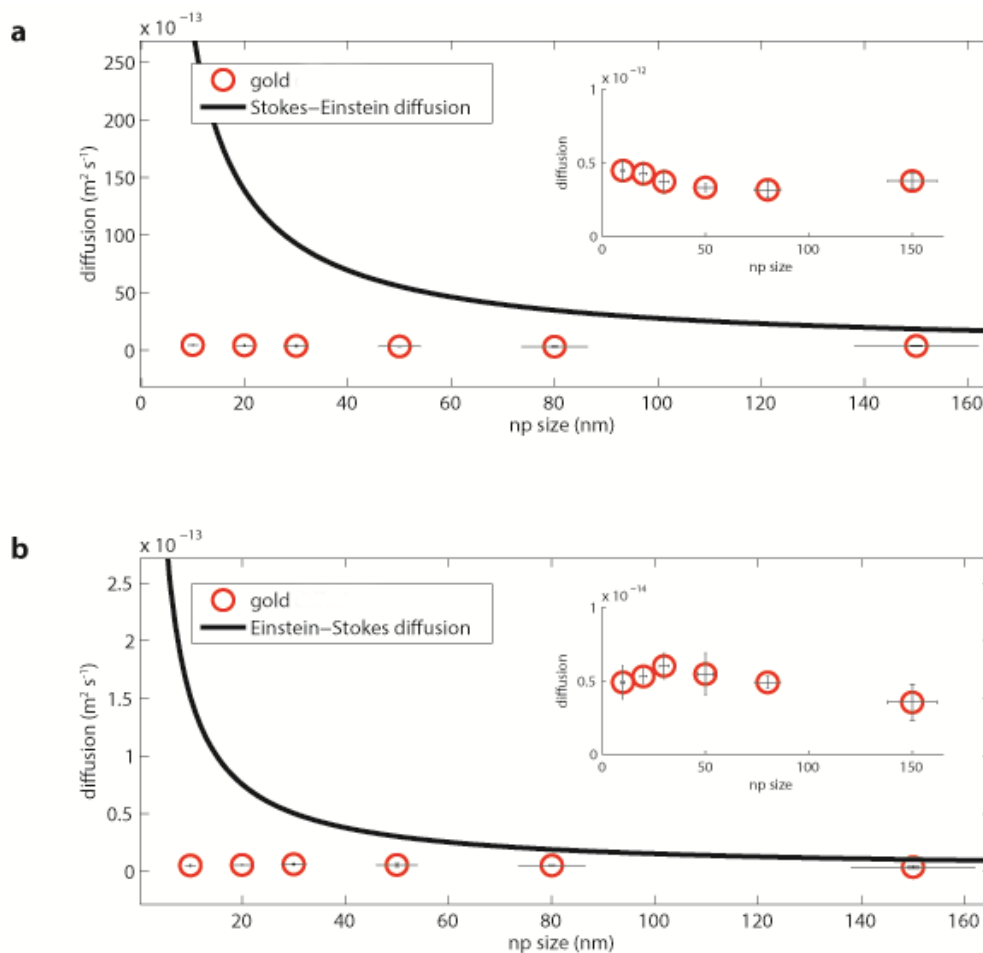 a
x 10⁻¹³
250
200
150
100
50
0
diffusion (m² s⁻¹)
gold
Stokes–Einstein diffusion
x 10⁻¹²
1
0.5
0
diffusion
0 50 100 150
np size
0 20 40 60 80 100 120 140 160
np size (nm)
b
x 10⁻¹³
2.5
2
1.5
1
0.5
0
diffusion (m² s⁻¹)
gold
Einstein–Stokes diffusion
x 10⁻¹⁴
1
0.5
0
diffusion
0 50 100 150
np size
20 40 60 80 100 120 140 160
np size (nm)